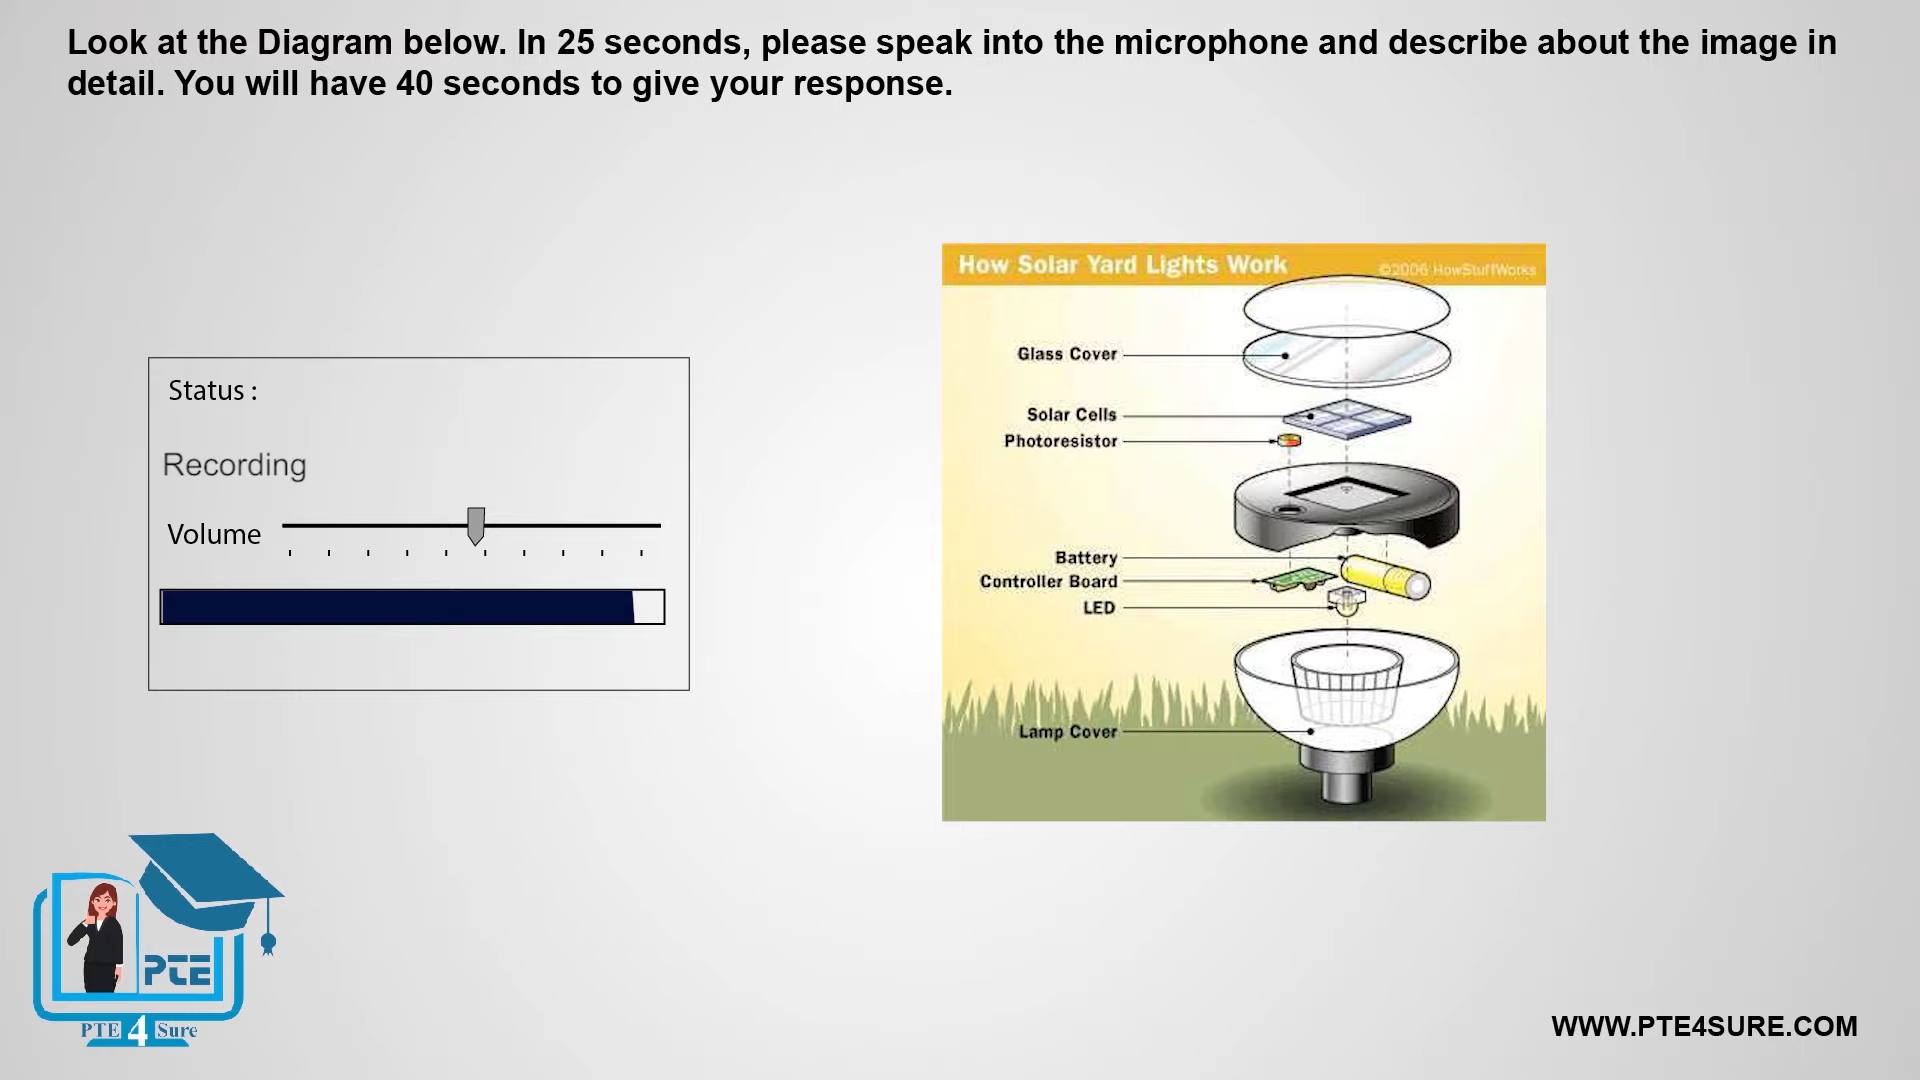 Look at the Diagram below. In 25 seconds, please speak into the microphone and describe about the image in
detail. You will have 40 seconds to give your response.
Status :
Recording
Volume
How Solar Yard Lights Work
©2006 HowStuffWorks
Glass Cover
Solar Cells
Photoresistor
Battery
Controller Board
LED
Lamp Cover
PTE
PTE 4 Sure
WWW.PTE4SURE.COM